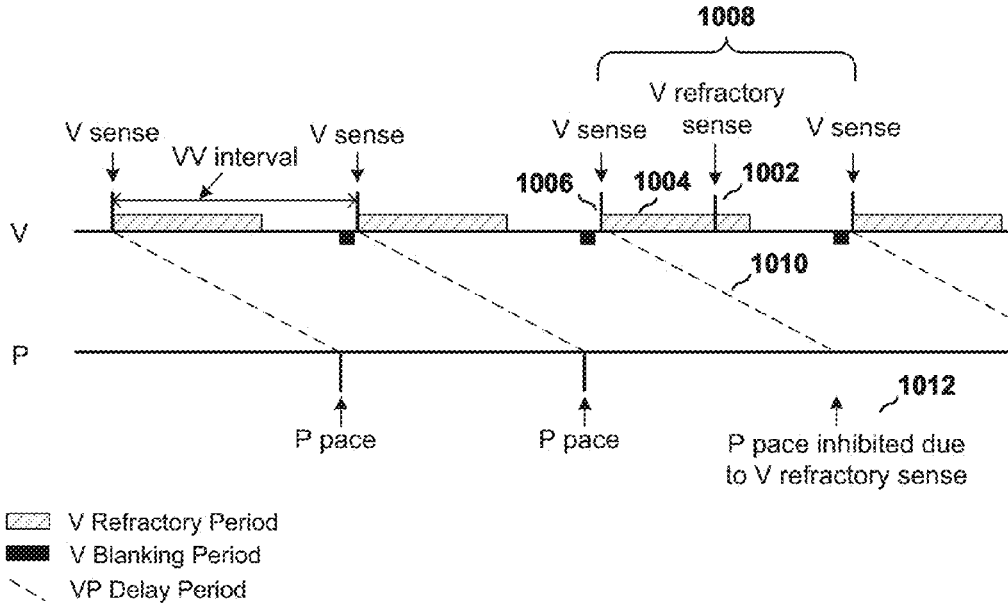 1008
V refractory
sense
V sense
V sense
V sense
V sense
VV interval
1006
1004
1002
V
1010
P
1012
P pace
P pace
P pace inhibited due
to V refractory sense
V Refractory Period
V Blanking Period
VP Delay Period